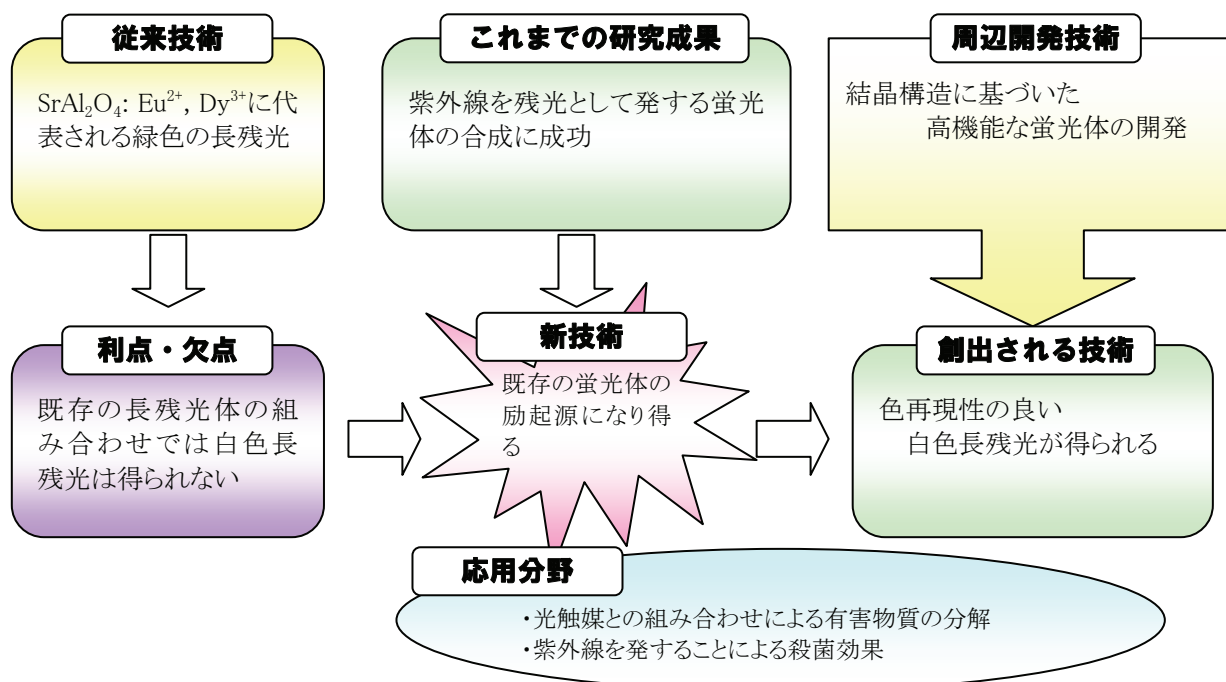 従来技術
SrAl₂O₄: Eu²⁺, Dy³⁺に代
表される緑色の長残光
これまでの研究成果
紫外線を残光として発する蛍光
体の合成に成功
周辺開発技術
結晶構造に基づいた
高機能な蛍光体の開発
利点・欠点
既存の長残光体の組
み合わせでは白色長
残光は得られない
新技術
既存の蛍光体の
励起源になり得
る
創出される技術
色再現性の良い
白色長残光が得られる
応用分野
・光触媒との組み合わせによる有害物質の分解
・紫外線を発することによる殺菌効果